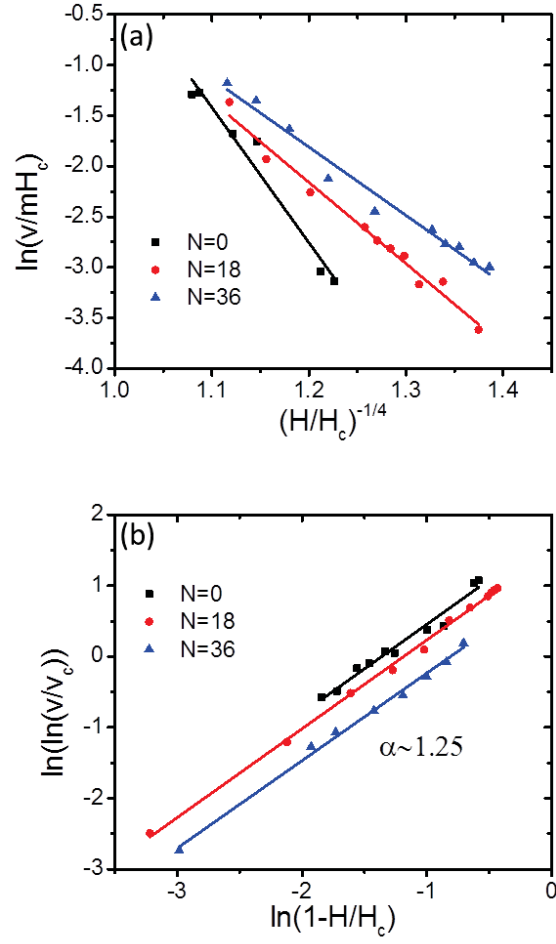 (a)
-0.5
-1.0
-1.5
-2.0
-2.5
-3.0
-3.5
-4.0
ln(v/mH_c)
N=0
N=18
N=36
1.0 1.1 1.2 1.3 1.4
(H/H_c)^{-1/4}
(b)
2
1
0
-1
-2
-3
ln(ln(v/v_c))
N=0
N=18
N=36
α~1.25
-3 -2 -1 0
ln(1-H/H_c)